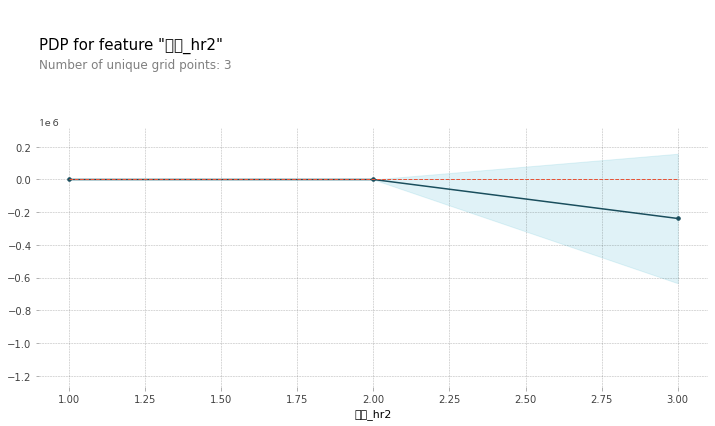 PDP for feature "▯▯_hr2"
Number of unique grid points: 3
1e6
0.2
0.0
−0.2
−0.4
−0.6
−0.8
−1.0
−1.2
1.00 1.25 1.50 1.75 2.00 2.25 2.50 2.75 3.00
▯▯_hr2